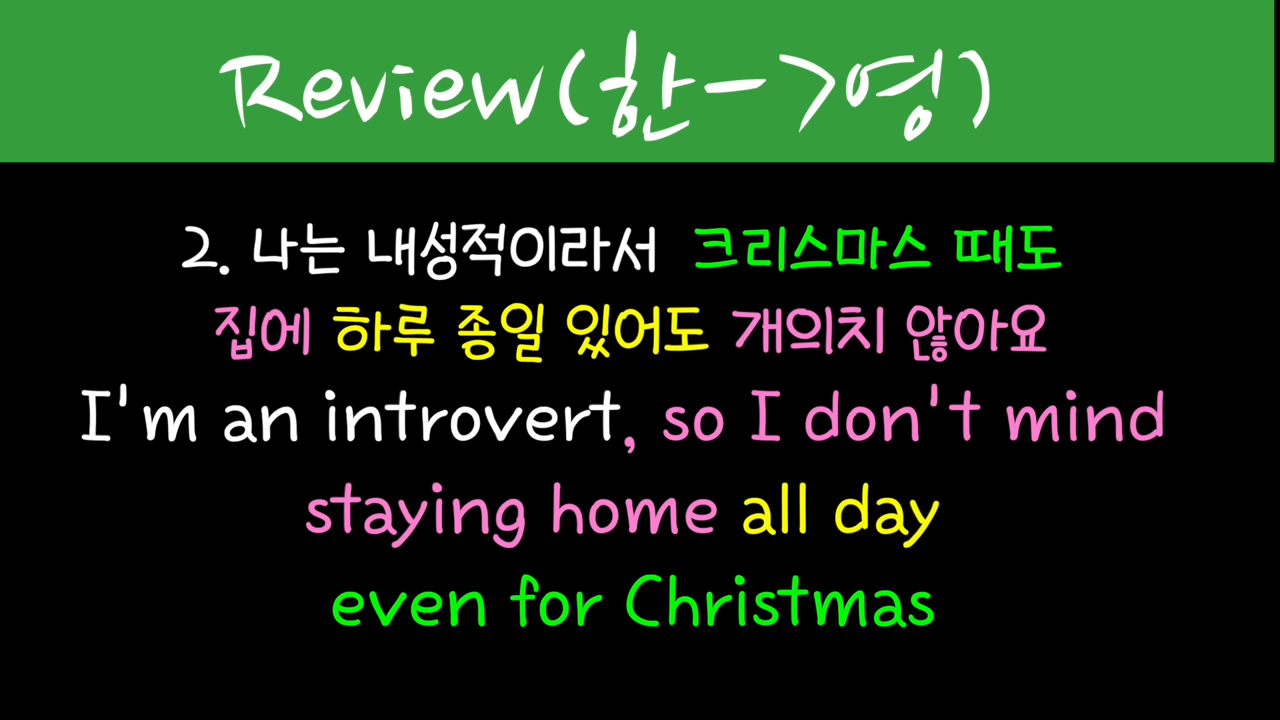 Review(한->영)
2. 나는 내성적이라서 크리스마스 때도
집에 하루 종일 있어도 개의치 않아요
I'm an introvert, so I don't mind
staying home all day
even for Christmas